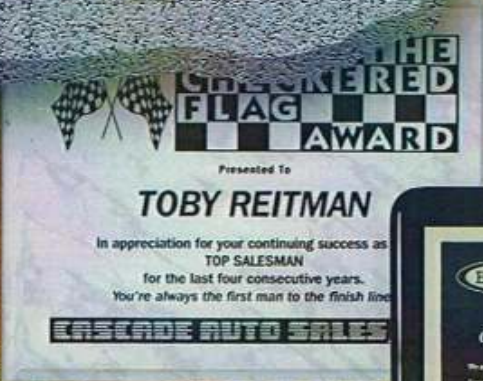 THE
CHECKERED
FLAG
AWARD
Presented To
TOBY REITMAN
In appreciation for your continuing success as
TOP SALESMAN
for the last four consecutive years.
You're always the first man to the finish line
CASCADE AUTO SALES